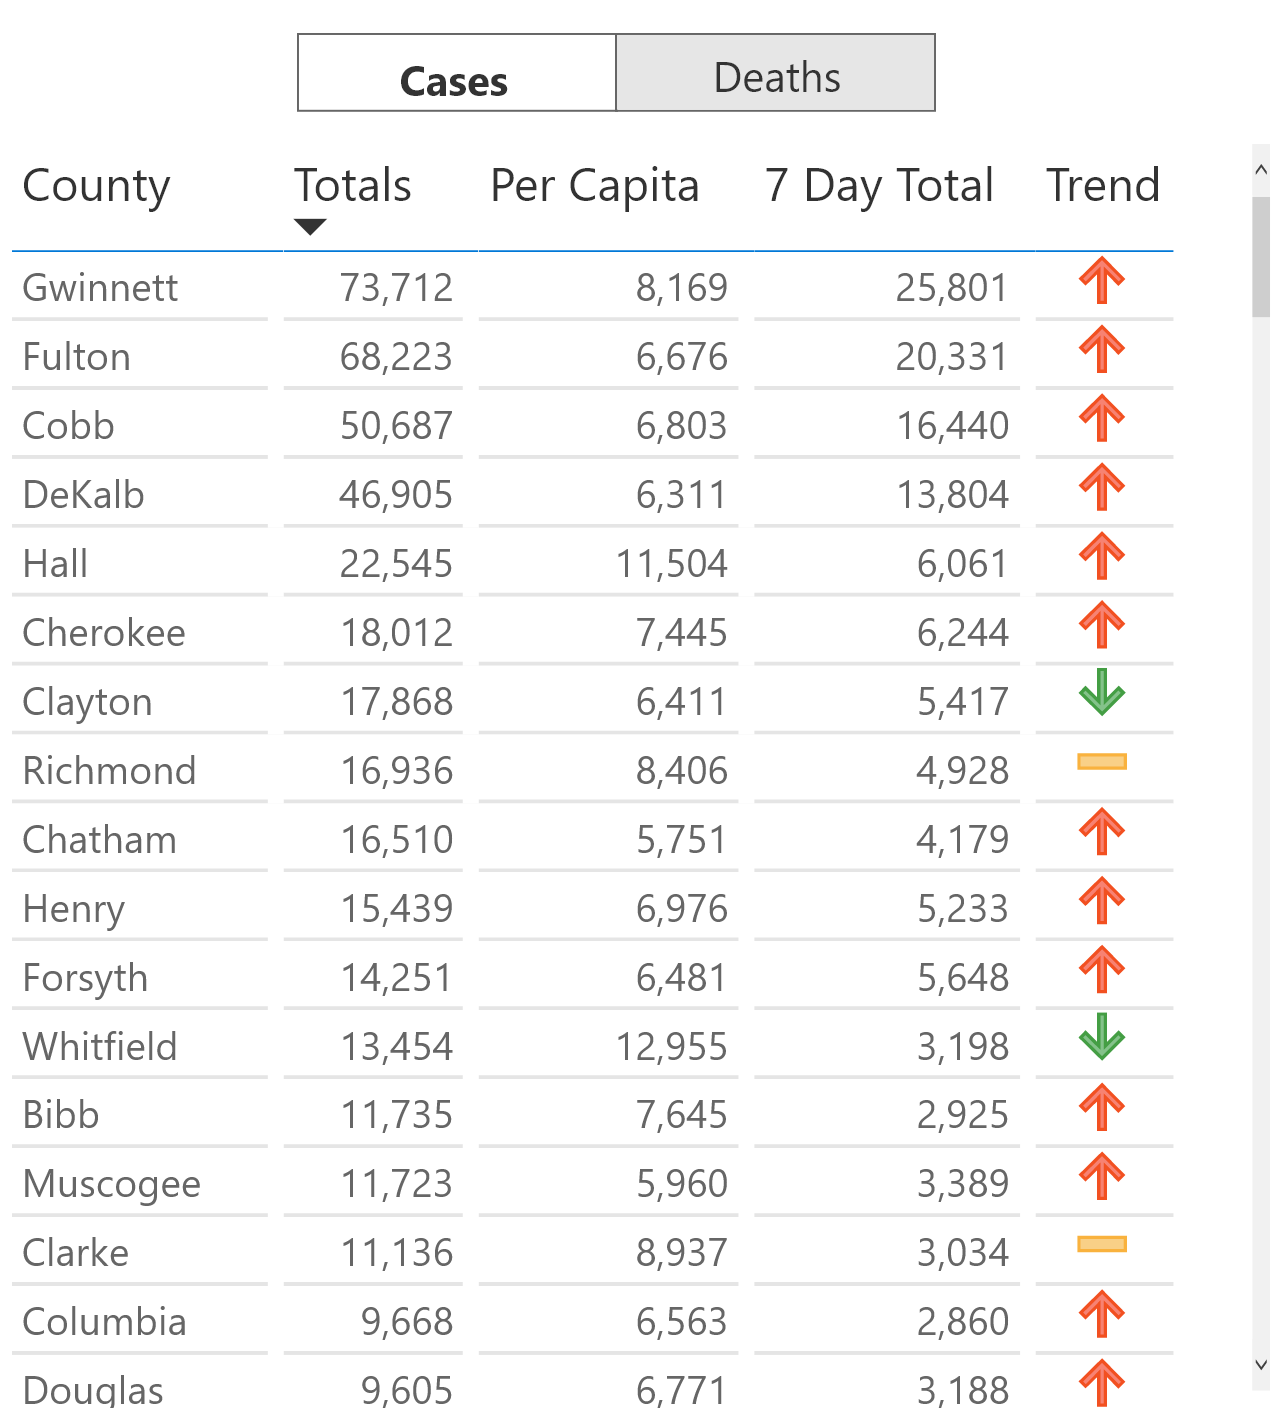 Cases Deaths
County Totals Per Capita 7 Day Total Trend
Gwinnett 73,712 8,169 25,801
Fulton 68,223 6,676 20,331
Cobb 50,687 6,803 16,440
DeKalb 46,905 6,311 13,804
Hall 22,545 11,504 6,061
Cherokee 18,012 7,445 6,244
Clayton 17,868 6,411 5,417
Richmond 16,936 8,406 4,928
Chatham 16,510 5,751 4,179
Henry 15,439 6,976 5,233
Forsyth 14,251 6,481 5,648
Whitfield 13,454 12,955 3,198
Bibb 11,735 7,645 2,925
Muscogee 11,723 5,960 3,389
Clarke 11,136 8,937 3,034
Columbia 9,668 6,563 2,860
Douglas 9,605 6,771 3,188